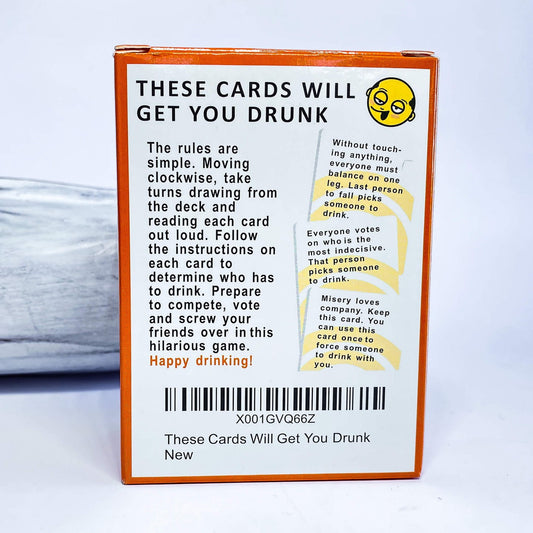 THESE CARDS WILL
GET YOU DRUNK
The rules are
simple. Moving
clockwise, take
turns drawing from
the deck and
reading each card
out loud. Follow
the instructions on
each card to
determine who has
to drink. Prepare
to compete, vote
and screw your
friends over in this
hilarious game.
Happy drinking!
Without touch-
ing anything,
everyone must
balance on one
leg. Last person
to fall picks
someone to
drink.
Everyone votes
on who is the
most indecisive.
That person
picks someone
to drink.
Misery loves
company. Keep
this card. You
can use this
card once to
force someone
to drink with
you.
X001GVQ66Z
These Cards Will Get You Drunk
New